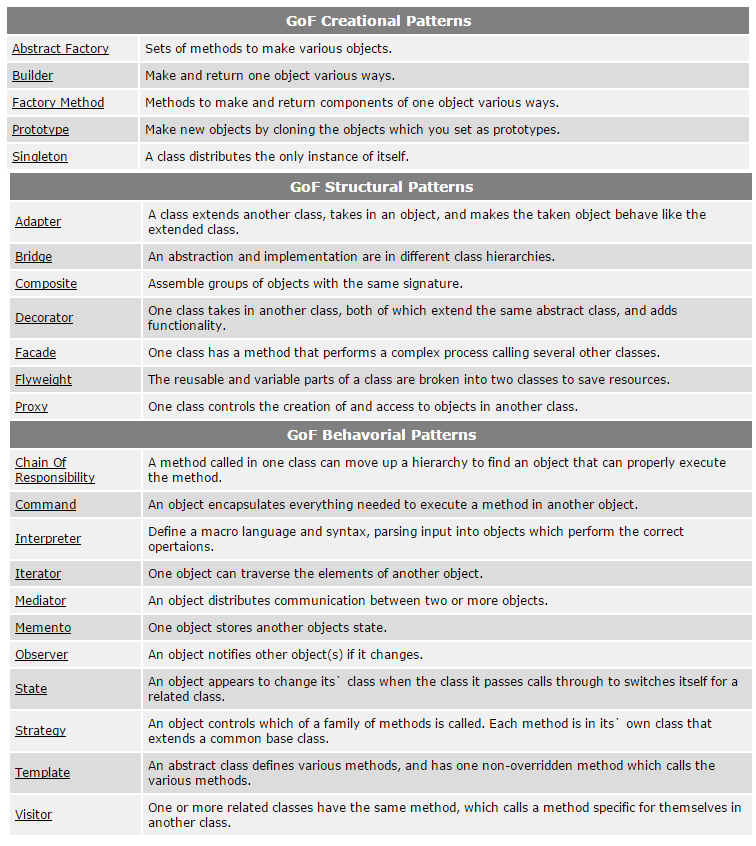 GoF Creational Patterns
Abstract Factory Sets of methods to make various objects.
Builder Make and return one object various ways.
Factory Method Methods to make and return components of one object various ways.
Prototype Make new objects by cloning the objects which you set as prototypes.
Singleton A class distributes the only instance of itself.
GoF Structural Patterns
Adapter
A class extends another class, takes in an object, and makes the taken object behave like the
extended class.
Bridge An abstraction and implementation are in different class hierarchies.
Composite Assemble groups of objects with the same signature.
Decorator
One class takes in another class, both of which extend the same abstract class, and adds
functionality.
Facade One class has a method that performs a complex process calling several other classes.
Flyweight The reusable and variable parts of a class are broken into two classes to save resources.
Proxy One class controls the creation of and access to objects in another class.
GoF Behavorial Patterns
Chain Of
Responsibility
A method called in one class can move up a hierarchy to find an object that can properly execute
the method.
Command An object encapsulates everything needed to execute a method in another object.
Interpreter
Define a macro language and syntax, parsing input into objects which perform the correct
opertaions.
Iterator One object can traverse the elements of another object.
Mediator An object distributes communication between two or more objects.
Memento One object stores another objects state.
Observer An object notifies other object(s) if it changes.
State
An object appears to change its` class when the class it passes calls through to switches itself for a
related class.
Strategy
An object controls which of a family of methods is called. Each method is in its` own class that
extends a common base class.
Template
An abstract class defines various methods, and has one non-overridden method which calls the
various methods.
Visitor
One or more related classes have the same method, which calls a method specific for themselves in
another class.